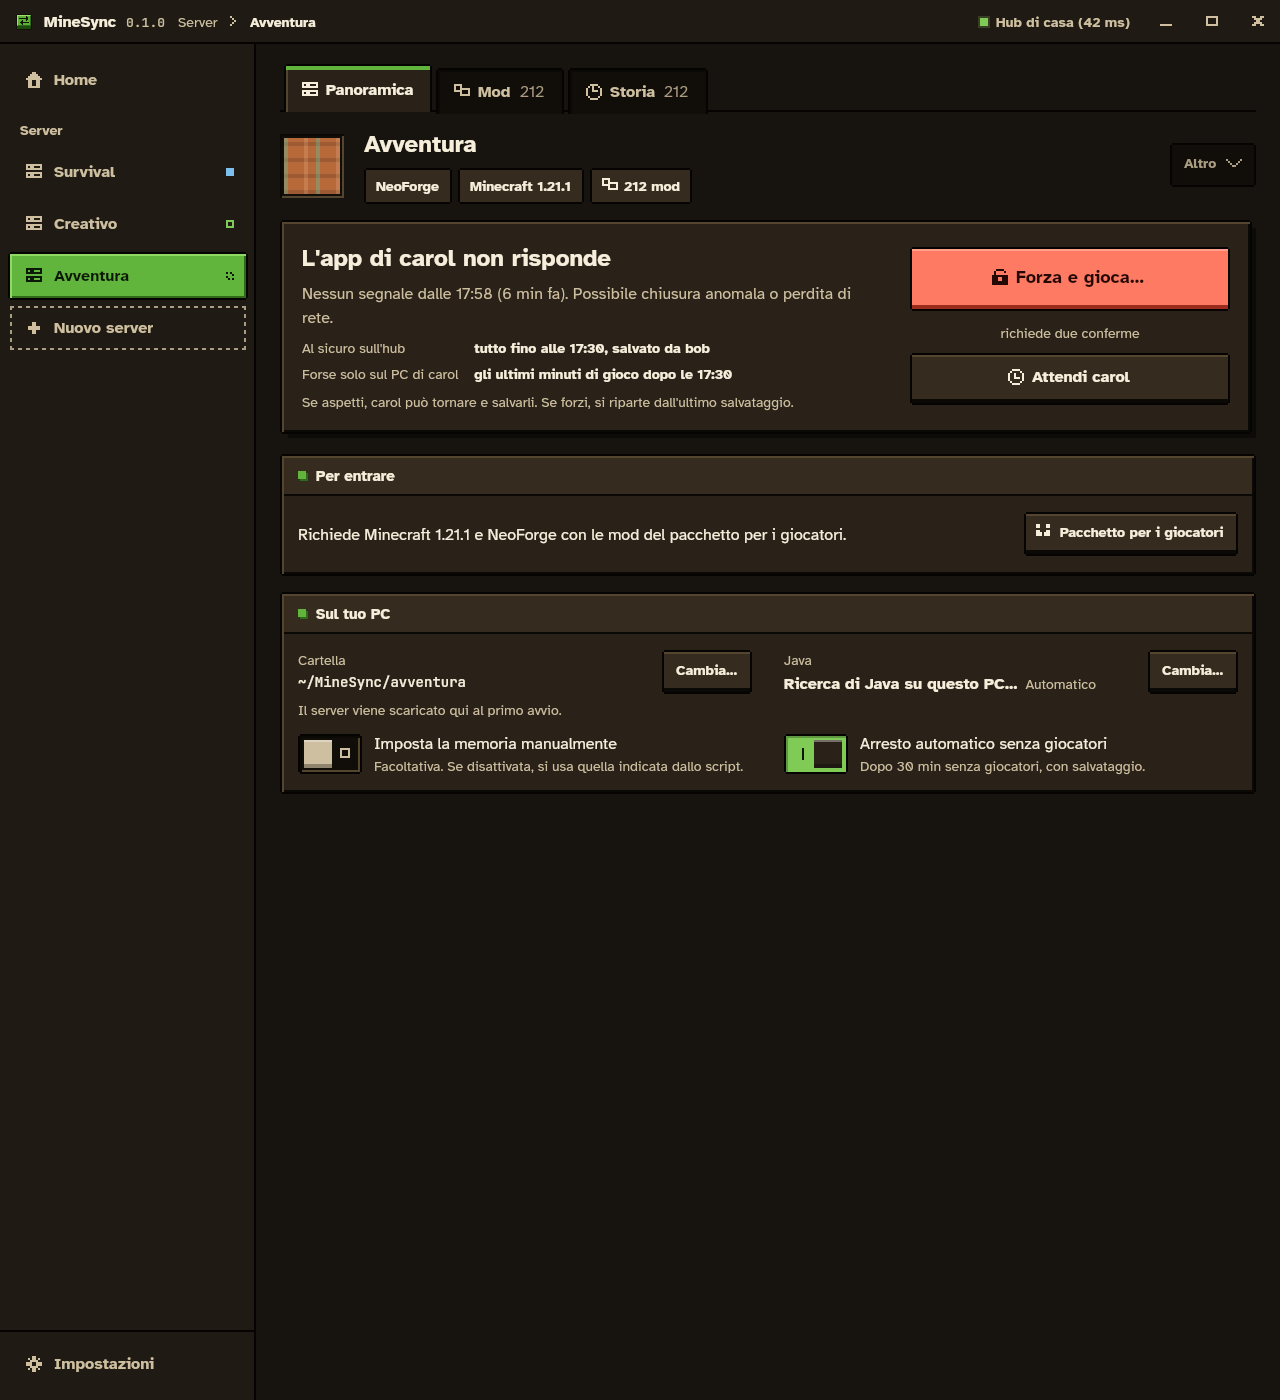 MineSync 0.1.0 Server Avventura
Hub di casa (42 ms)
Home
Server
Survival
Creativo
Avventura
Nuovo server
Impostazioni
Panoramica
Mod 212
Storia 212
Avventura
NeoForge
Minecraft 1.21.1
212 mod
Altro
L'app di carol non risponde
Nessun segnale dalle 17:58 (6 min fa). Possibile chiusura anomala o perdita di
rete.
Al sicuro sull'hub tutto fino alle 17:30, salvato da bob
Forse solo sul PC di carol gli ultimi minuti di gioco dopo le 17:30
Se aspetti, carol può tornare e salvarli. Se forzi, si riparte dall'ultimo salvataggio.
Forza e gioca...
richiede due conferme
Attendi carol
Per entrare
Richiede Minecraft 1.21.1 e NeoForge con le mod del pacchetto per i giocatori.
Pacchetto per i giocatori
Sul tuo PC
Cartella
~/MineSync/avventura
Cambia...
Il server viene scaricato qui al primo avvio.
Java
Ricerca di Java su questo PC... Automatico
Cambia...
Imposta la memoria manualmente
Facoltativa. Se disattivata, si usa quella indicata dallo script.
Arresto automatico senza giocatori
Dopo 30 min senza giocatori, con salvataggio.